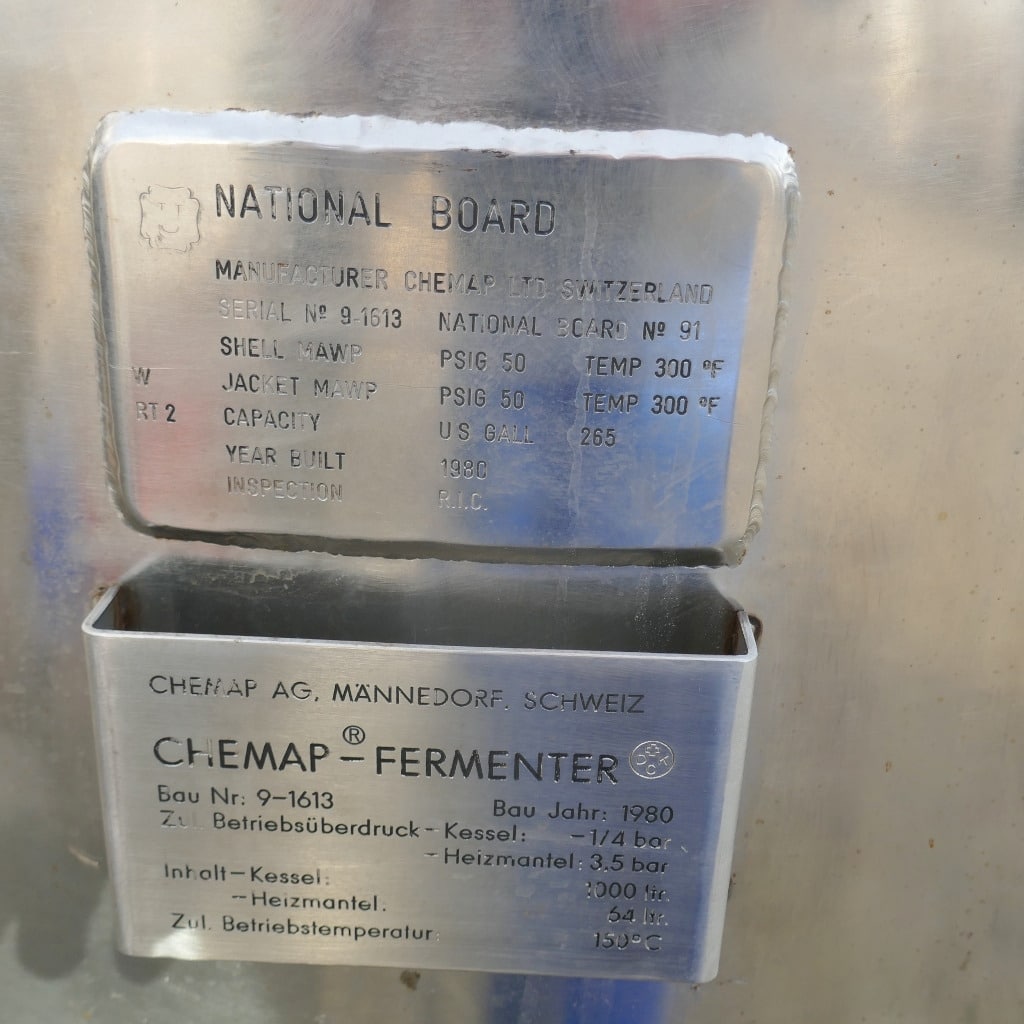 NATIONAL BOARD
MANUFACTURER CHEMAP LTD SWITZERLAND
SERIAL Nº 9-1613 NATIONAL BOARD Nº 91
SHELL MAWP PSIG 50 TEMP 300 ºF
W JACKET MAWP PSIG 50 TEMP 300 ºF
RT 2 CAPACITY US GALL 265
YEAR BUILT 1980
INSPECTION R.I.C.
CHEMAP AG, MÄNNEDORF, SCHWEIZ
CHEMAP®-FERMENTER
Bau Nr: 9-1613 Bau Jahr: 1980
Zul. Betriebsüberdruck - Kessel: -1/4 bar
- Heizmantel: 3,5 bar
Inhalt-Kessel: 1000 ltr.
-Heizmantel: 64 ltr.
Zul. Betriebstemperatur: 150°C